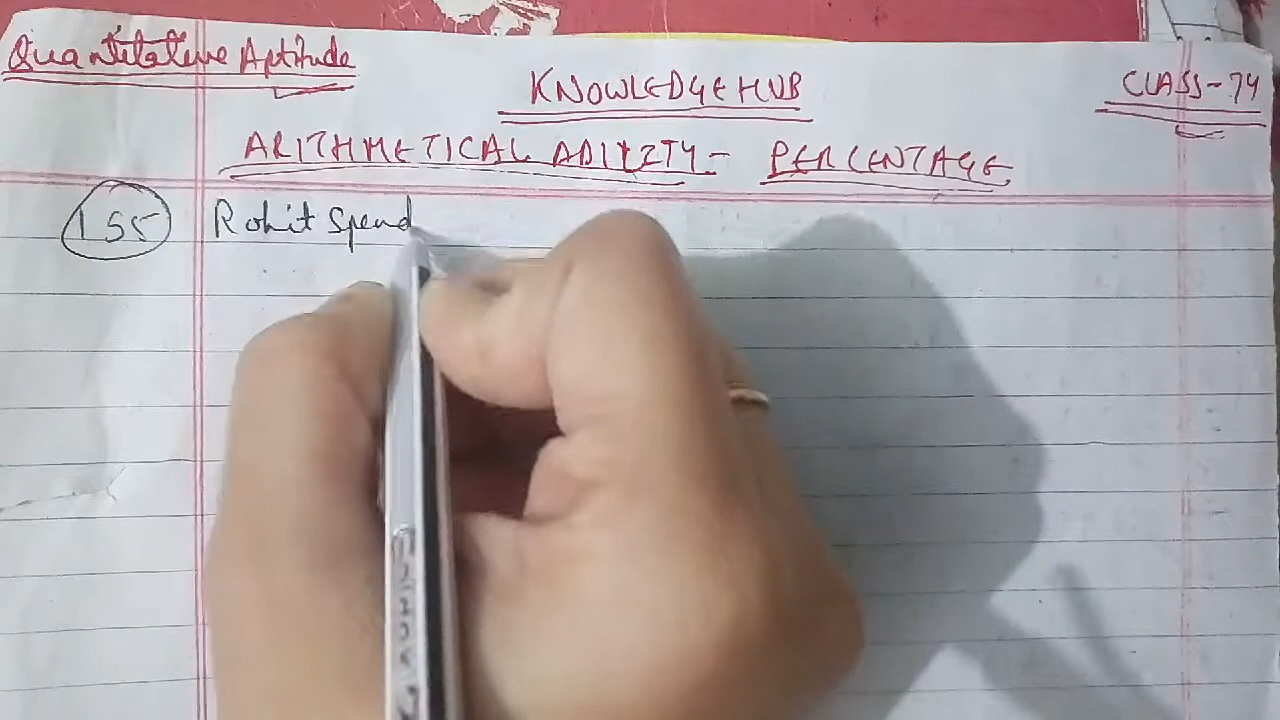 Quantitative Aptitude
KNOWLEDGE HUB
CLASS-74
ARITHMETICAL ABILITY- PERCENTAGE
155 Rohit Spend